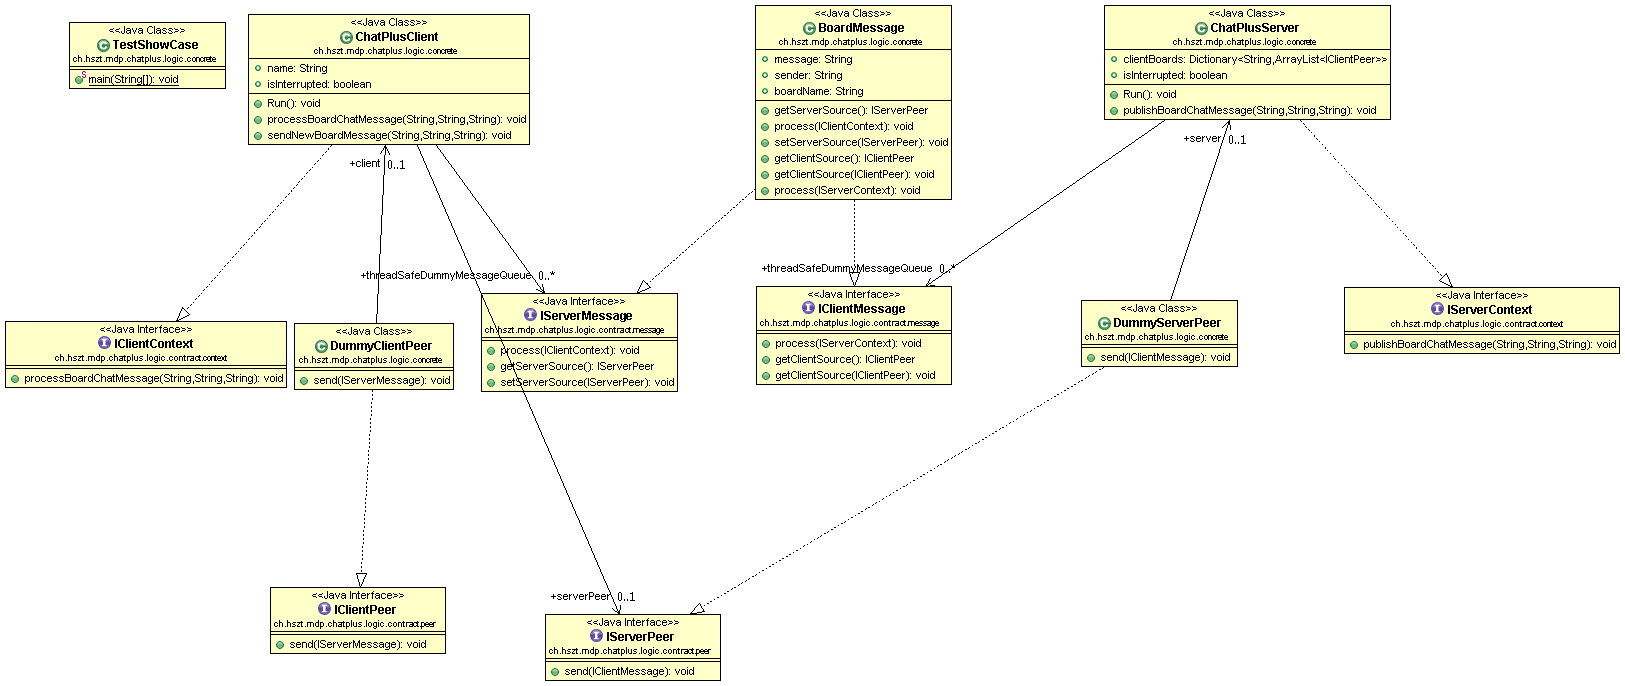 <<Java Class>>
TestShowCase
ch.hszt.mdp.chatplus.logic.concrete
main(String[]): void
<<Java Class>>
ChatPlusClient
ch.hszt.mdp.chatplus.logic.concrete
name: String
isInterrupted: boolean
Run(): void
processBoardChatMessage(String,String,String): void
sendNewBoardMessage(String,String,String): void
<<Java Class>>
BoardMessage
ch.hszt.mdp.chatplus.logic.concrete
message: String
sender: String
boardName: String
getServerSource(): IServerPeer
process(IClientContext): void
setServerSource(IServerPeer): void
getClientSource(): IClientPeer
getClientSource(IClientPeer): void
process(IServerContext): void
<<Java Class>>
ChatPlusServer
ch.hszt.mdp.chatplus.logic.concrete
clientBoards: Dictionary<String,ArrayList<IClientPeer>>
isInterrupted: boolean
Run(): void
publishBoardChatMessage(String,String,String): void
+client 0..1
+server 0..1
+threadSafeDummyMessageQueue 0..*
+threadSafeDummyMessageQueue 0..*
<<Java Interface>>
IClientContext
ch.hszt.mdp.chatplus.logic.contract.context
processBoardChatMessage(String,String,String): void
<<Java Class>>
DummyClientPeer
ch.hszt.mdp.chatplus.logic.concrete
send(IServerMessage): void
<<Java Interface>>
IServerMessage
ch.hszt.mdp.chatplus.logic.contract.message
process(IClientContext): void
getServerSource(): IServerPeer
setServerSource(IServerPeer): void
<<Java Interface>>
IClientMessage
ch.hszt.mdp.chatplus.logic.contract.message
process(IServerContext): void
getClientSource(): IClientPeer
getClientSource(IClientPeer): void
<<Java Class>>
DummyServerPeer
ch.hszt.mdp.chatplus.logic.concrete
send(IClientMessage): void
<<Java Interface>>
IServerContext
ch.hszt.mdp.chatplus.logic.contract.context
publishBoardChatMessage(String,String,String): void
<<Java Interface>>
IClientPeer
ch.hszt.mdp.chatplus.logic.contract.peer
send(IServerMessage): void
+serverPeer 0..1
<<Java Interface>>
IServerPeer
ch.hszt.mdp.chatplus.logic.contract.peer
send(IClientMessage): void